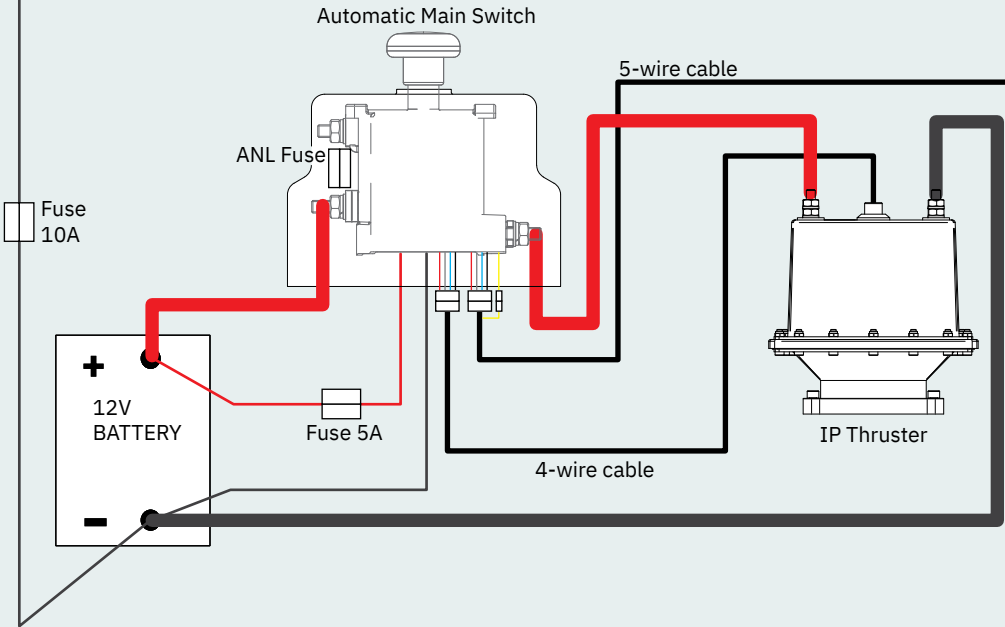 Automatic Main Switch
5-wire cable
ANL Fuse
Fuse
10A
+
12V
BATTERY
Fuse 5A
IP Thruster
4-wire cable
-